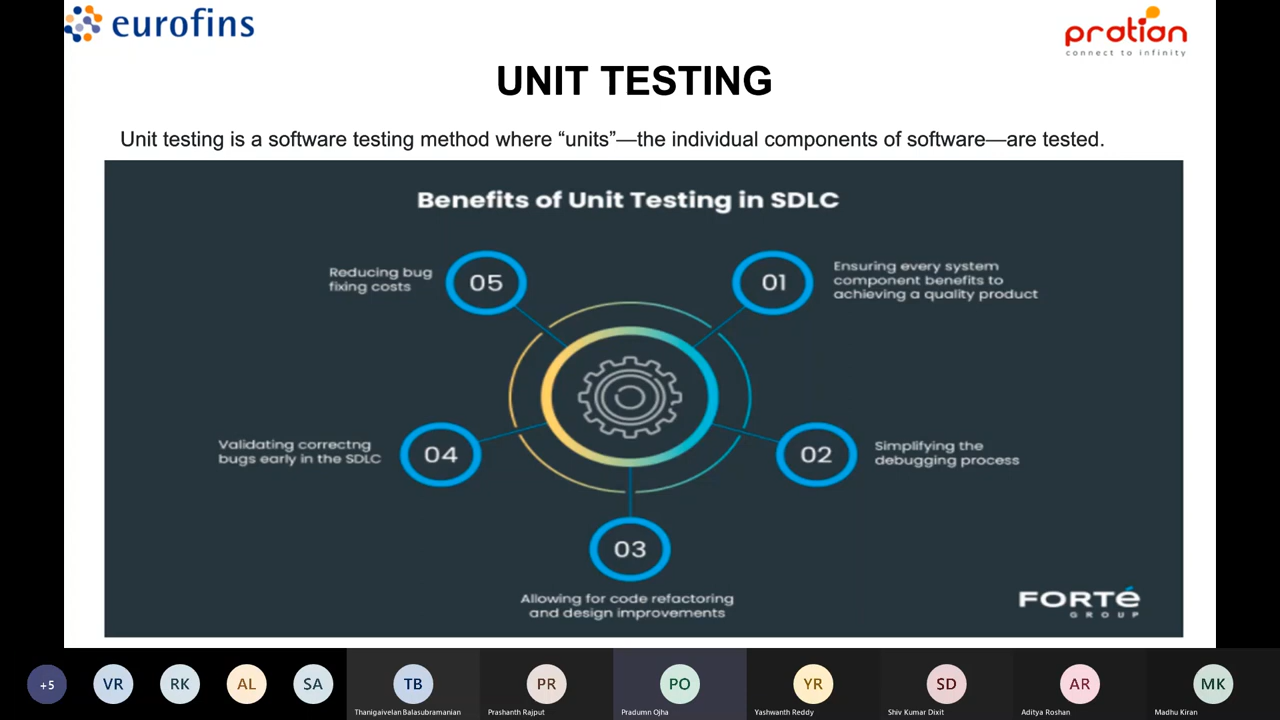 eurofins
pration
connect to infinity
UNIT TESTING
Unit testing is a software testing method where “units”—the individual components of software—are tested.
Benefits of Unit Testing in SDLC
05
Reducing bug
fixing costs
01
Ensuring every system
component benefits to
achieving a quality product
04
Validating correctng
bugs early in the SDLC
02
Simplifying the
debugging process
03
Allowing for code refactoring
and design improvements
FORTé
GROUP
+5
VR
RK
AL
SA
TB
Thanigaivelan Balasubramanian
PR
Prashanth Rajput
PO
Pradumn Ojha
YR
Yashwanth Reddy
SD
Shiv Kumar Dixit
AR
Aditya Roshan
MK
Madhu Kiran